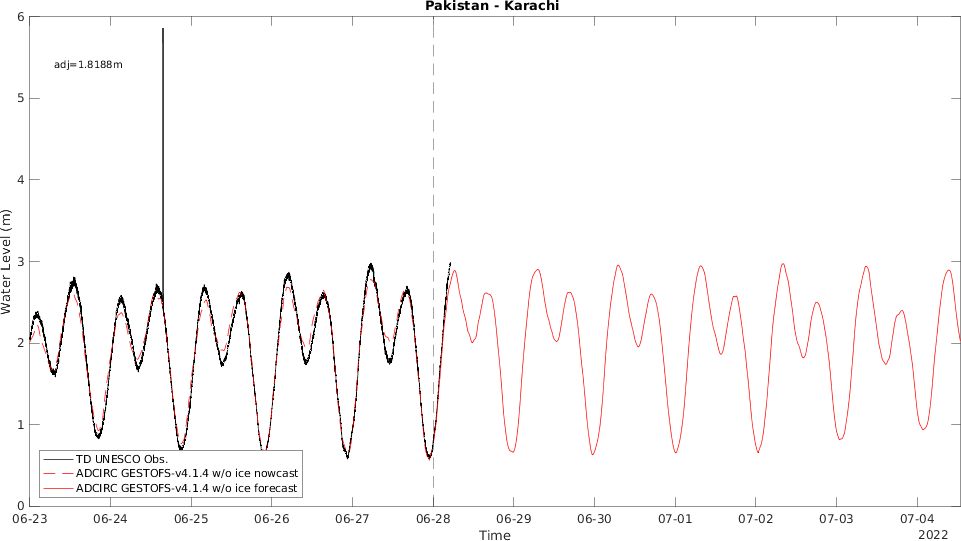 Pakistan - Karachi
6
adj=1.8188m
5
4
3
Water Level (m)
2
1
TD UNESCO Obs.
ADCIRC GESTOFS-v4.1.4 w/o ice nowcast
ADCIRC GESTOFS-v4.1.4 w/o ice forecast
0
06-23 06-24 06-25 06-26 06-27 06-28 06-29 06-30 07-01 07-02 07-03 07-04
Time
2022